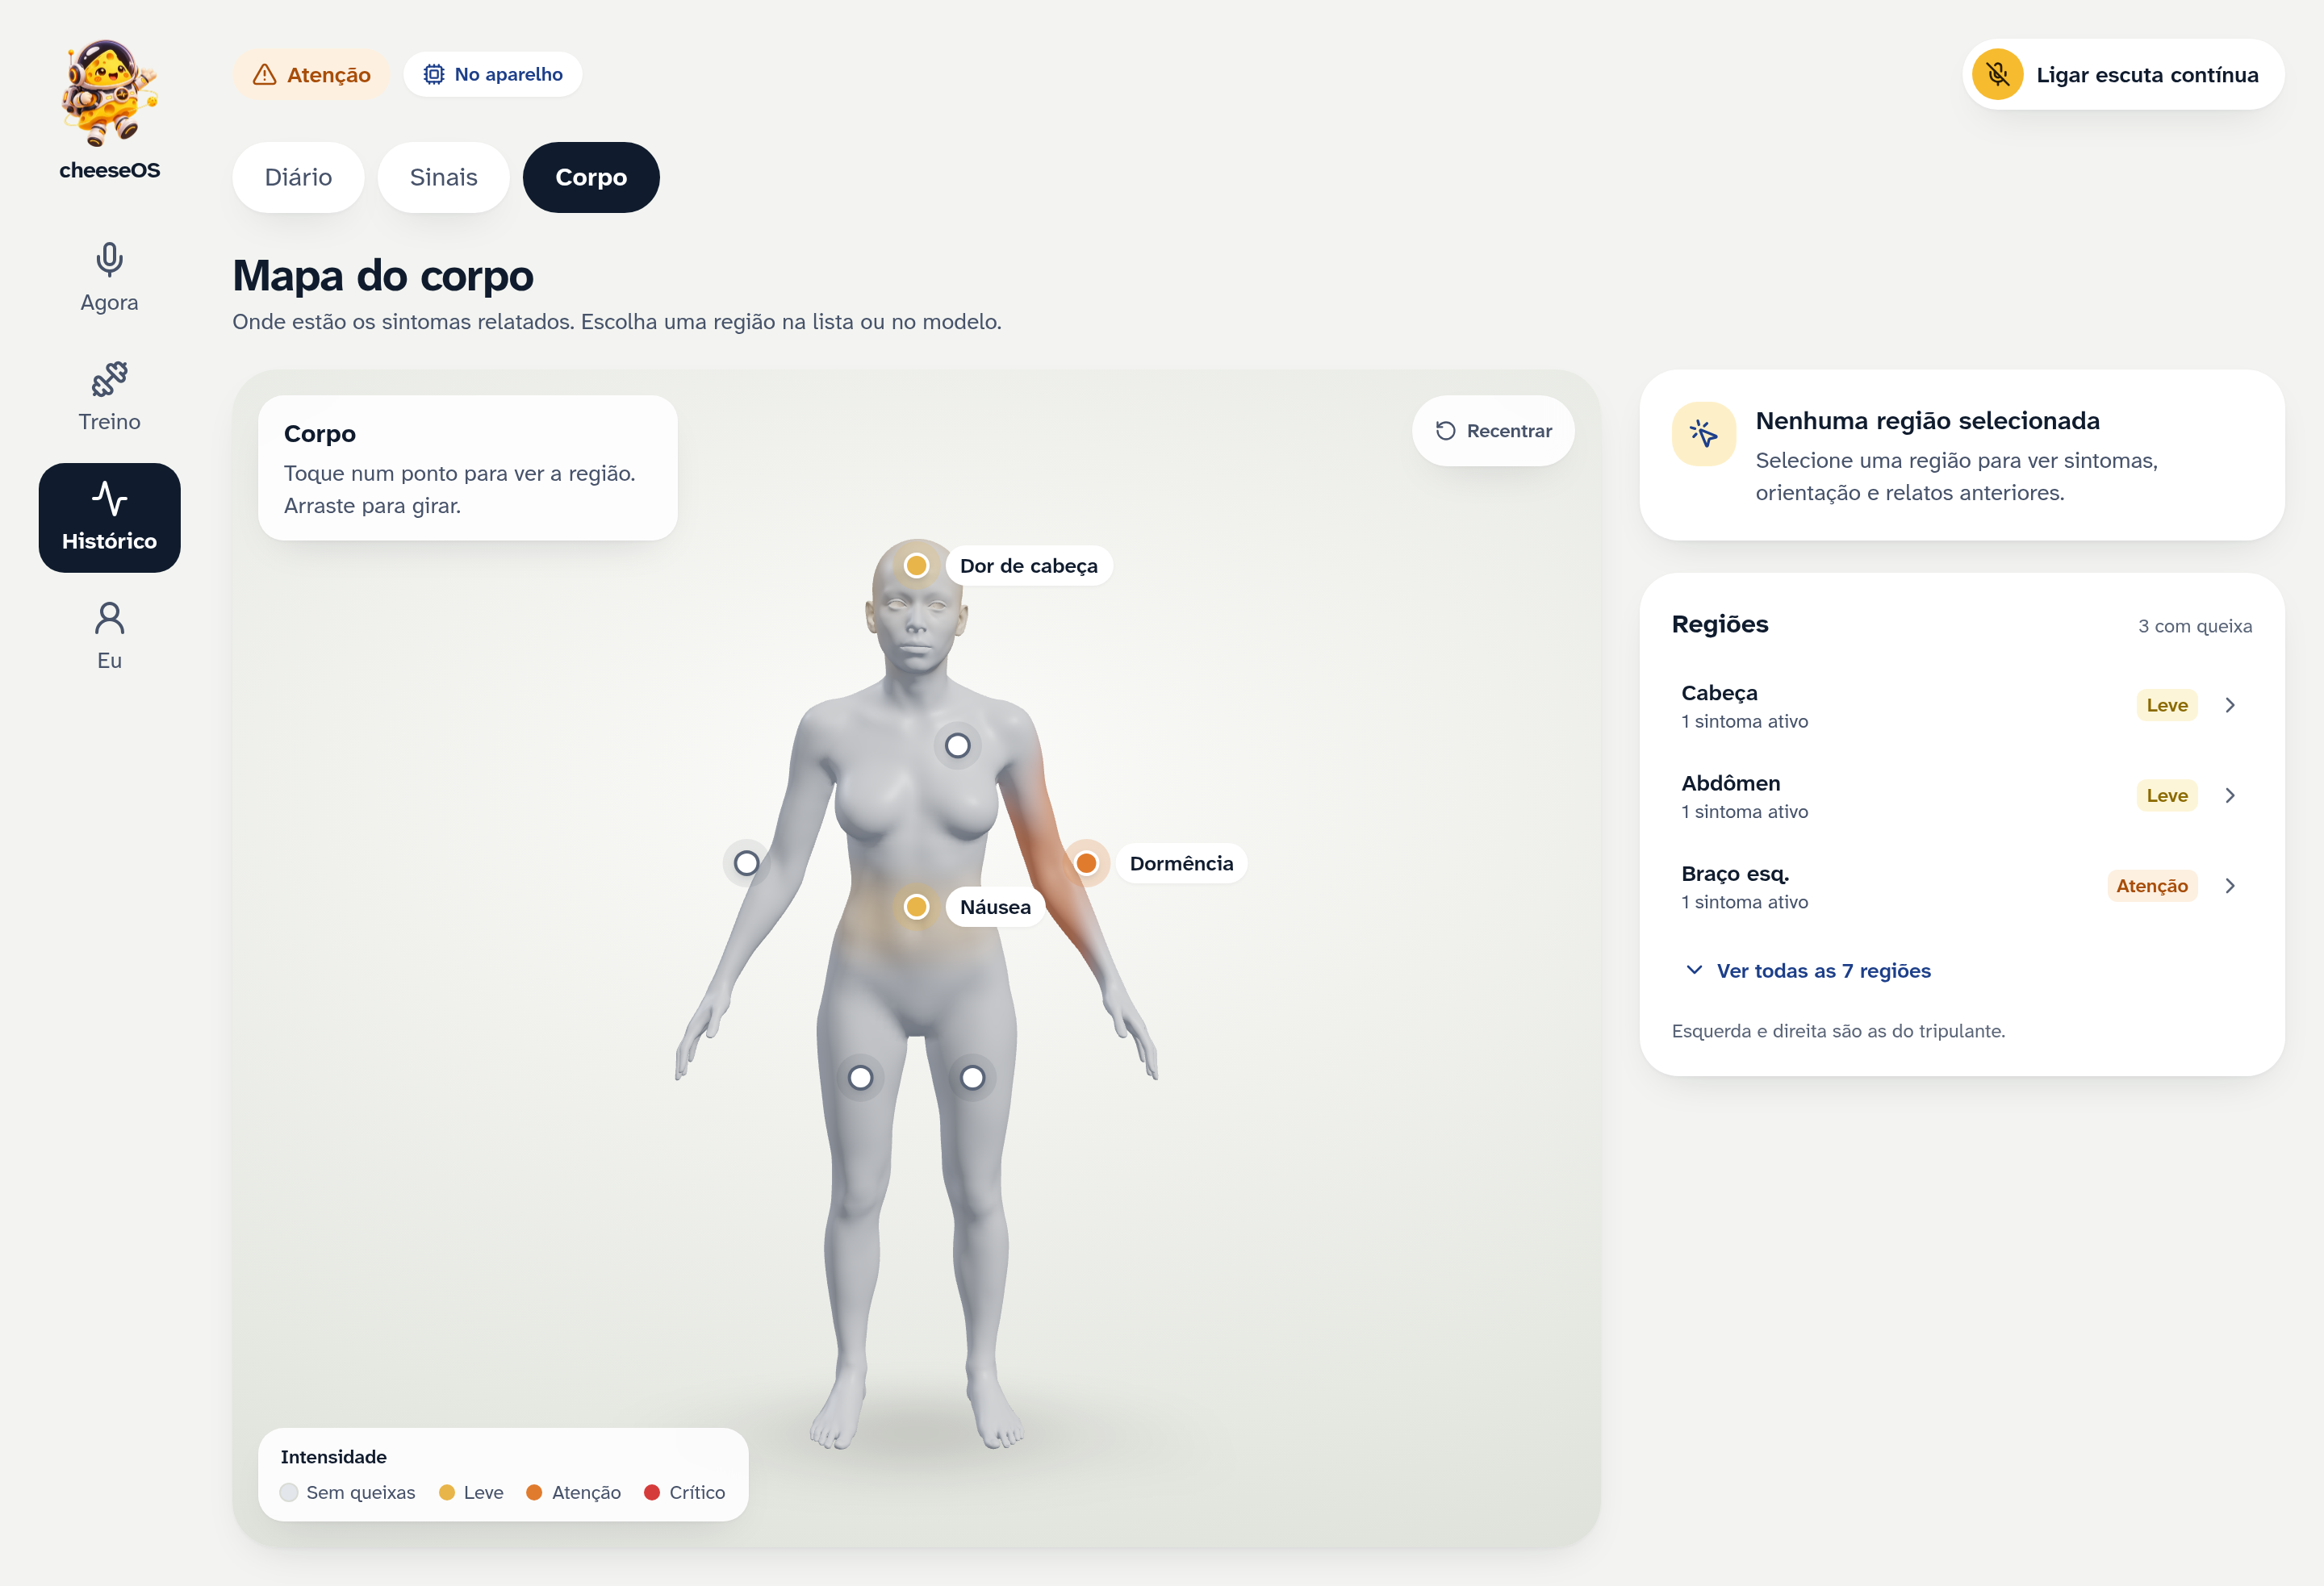 cheeseOS
Agora
Treino
Histórico
Eu
Atenção
No aparelho
Ligar escuta contínua
Diário
Sinais
Corpo
Mapa do corpo
Onde estão os sintomas relatados. Escolha uma região na lista ou no modelo.
Corpo
Toque num ponto para ver a região.
Arraste para girar.
Recentrar
Dor de cabeça
Dormência
Náusea
Intensidade
Sem queixas
Leve
Atenção
Crítico
Nenhuma região selecionada
Selecione uma região para ver sintomas,
orientação e relatos anteriores.
Regiões
3 com queixa
Cabeça
1 sintoma ativo
Leve
Abdômen
1 sintoma ativo
Leve
Braço esq.
1 sintoma ativo
Atenção
Ver todas as 7 regiões
Esquerda e direita são as do tripulante.